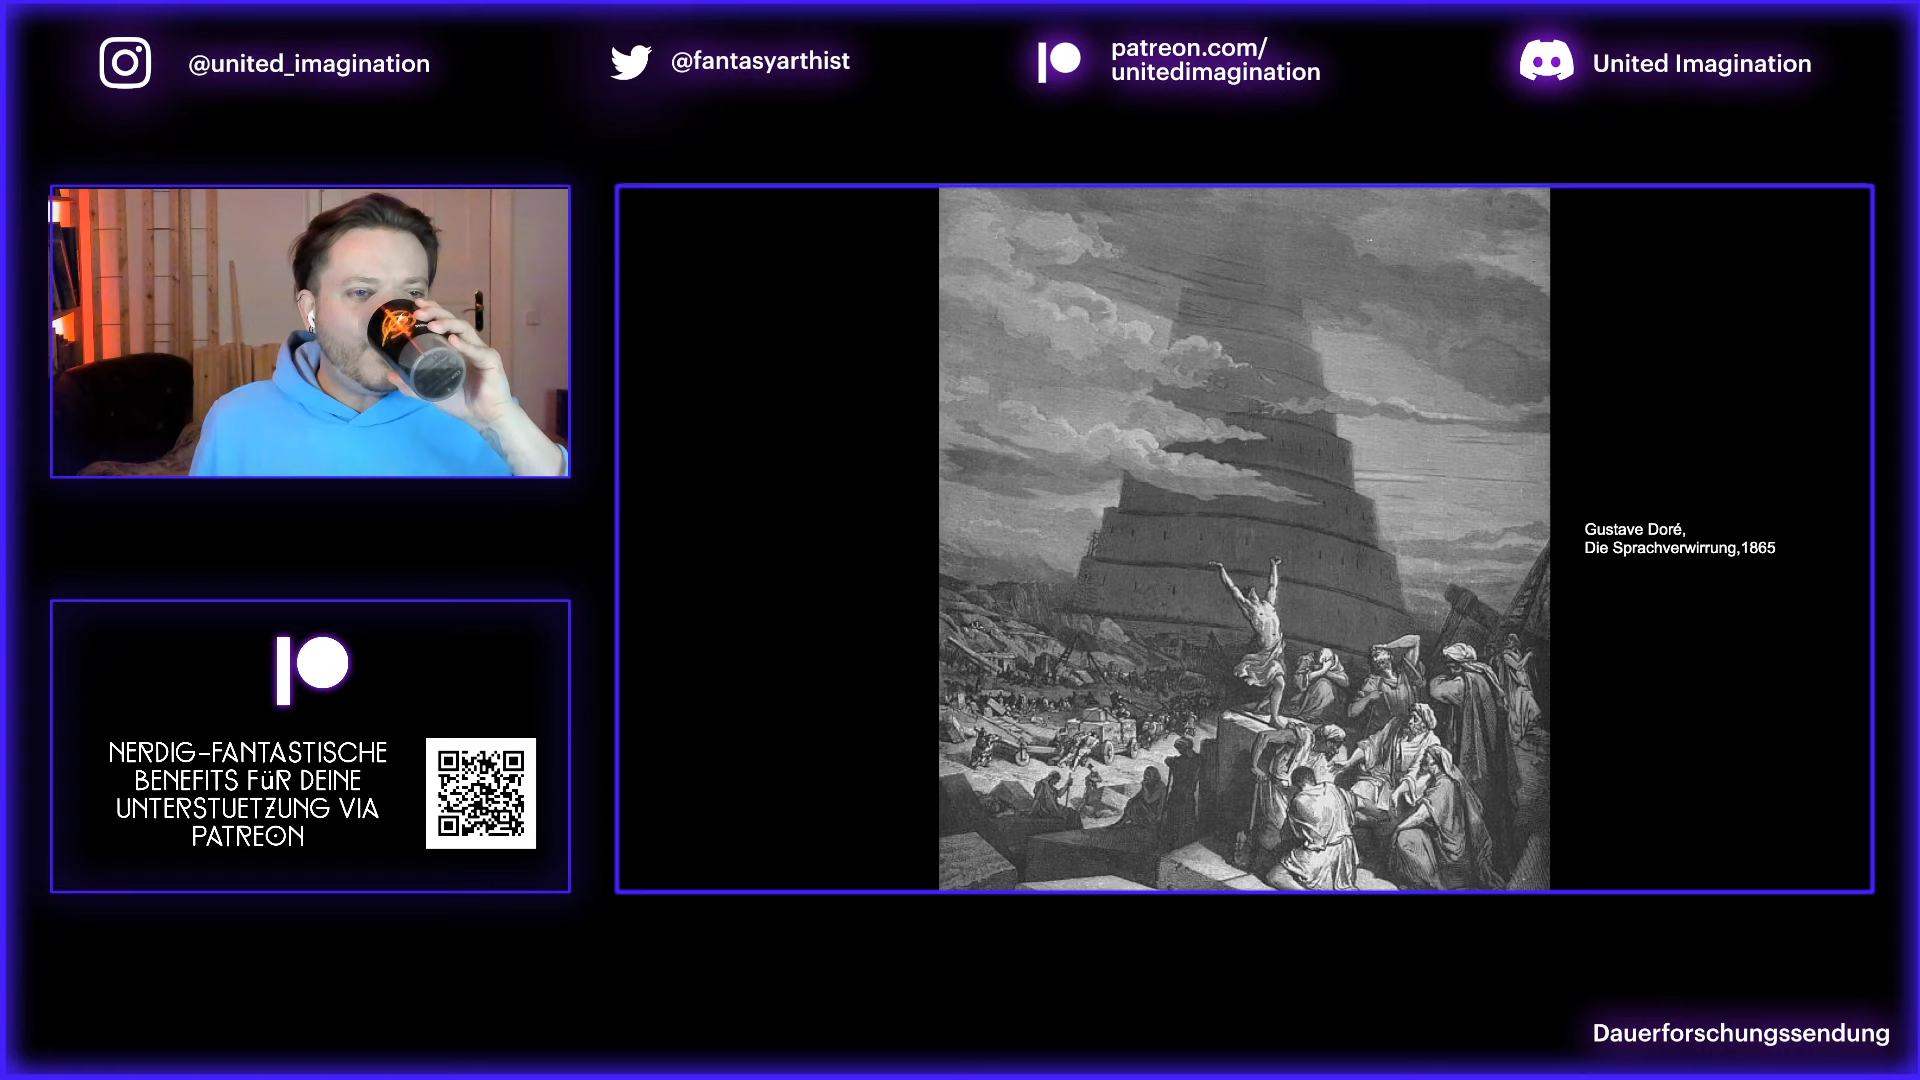 @united_imagination
@fantasyarthist
patreon.com/
unitedimagination
United Imagination
Gustave Doré,
Die Sprachverwirrung,1865
NERDIG-FANTASTISCHE
BENEFITS FüR DEINE
UNTERSTUETZUNG VIA
PATREON
Dauerforschungssendung